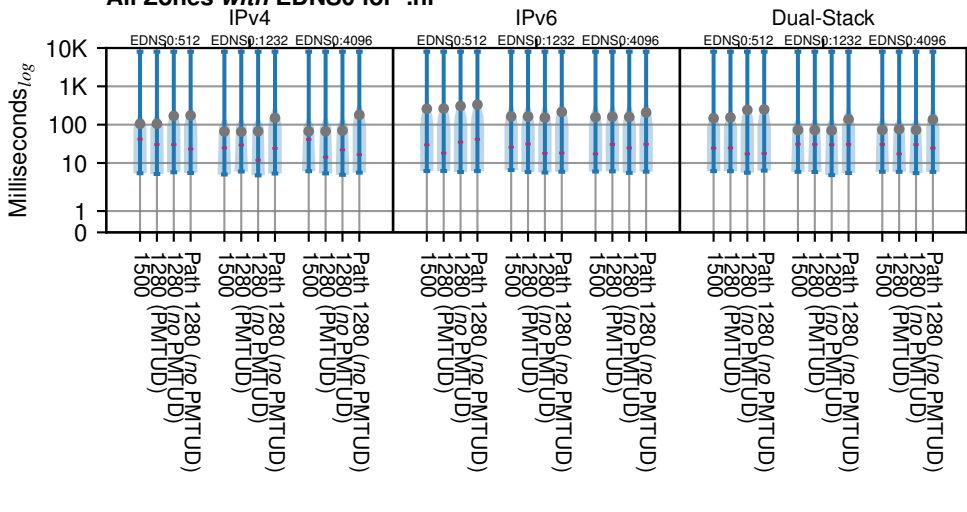 All Zones with EDNS0 for .nl
IPv4 IPv6 Dual-Stack
EDNS0:512 EDNS0:1232 EDNS0:4096 EDNS0:512 EDNS0:1232 EDNS0:4096 EDNS0:512 EDNS0:1232 EDNS0:4096
10K
1K
100
10
1
0
Milliseconds log
1500
1280 (PMTUD)
1280 (no PMTUD)
Path 1280 (no PMTUD)
1500
1280 (PMTUD)
1280 (no PMTUD)
Path 1280 (no PMTUD)
1500
1280 (PMTUD)
1280 (no PMTUD)
Path 1280 (no PMTUD)
1500
1280 (PMTUD)
1280 (no PMTUD)
Path 1280 (no PMTUD)
1500
1280 (PMTUD)
1280 (no PMTUD)
Path 1280 (no PMTUD)
1500
1280 (PMTUD)
1280 (no PMTUD)
Path 1280 (no PMTUD)
1500
1280 (PMTUD)
1280 (no PMTUD)
Path 1280 (no PMTUD)
1500
1280 (PMTUD)
1280 (no PMTUD)
Path 1280 (no PMTUD)
1500
1280 (PMTUD)
1280 (no PMTUD)
Path 1280 (no PMTUD)